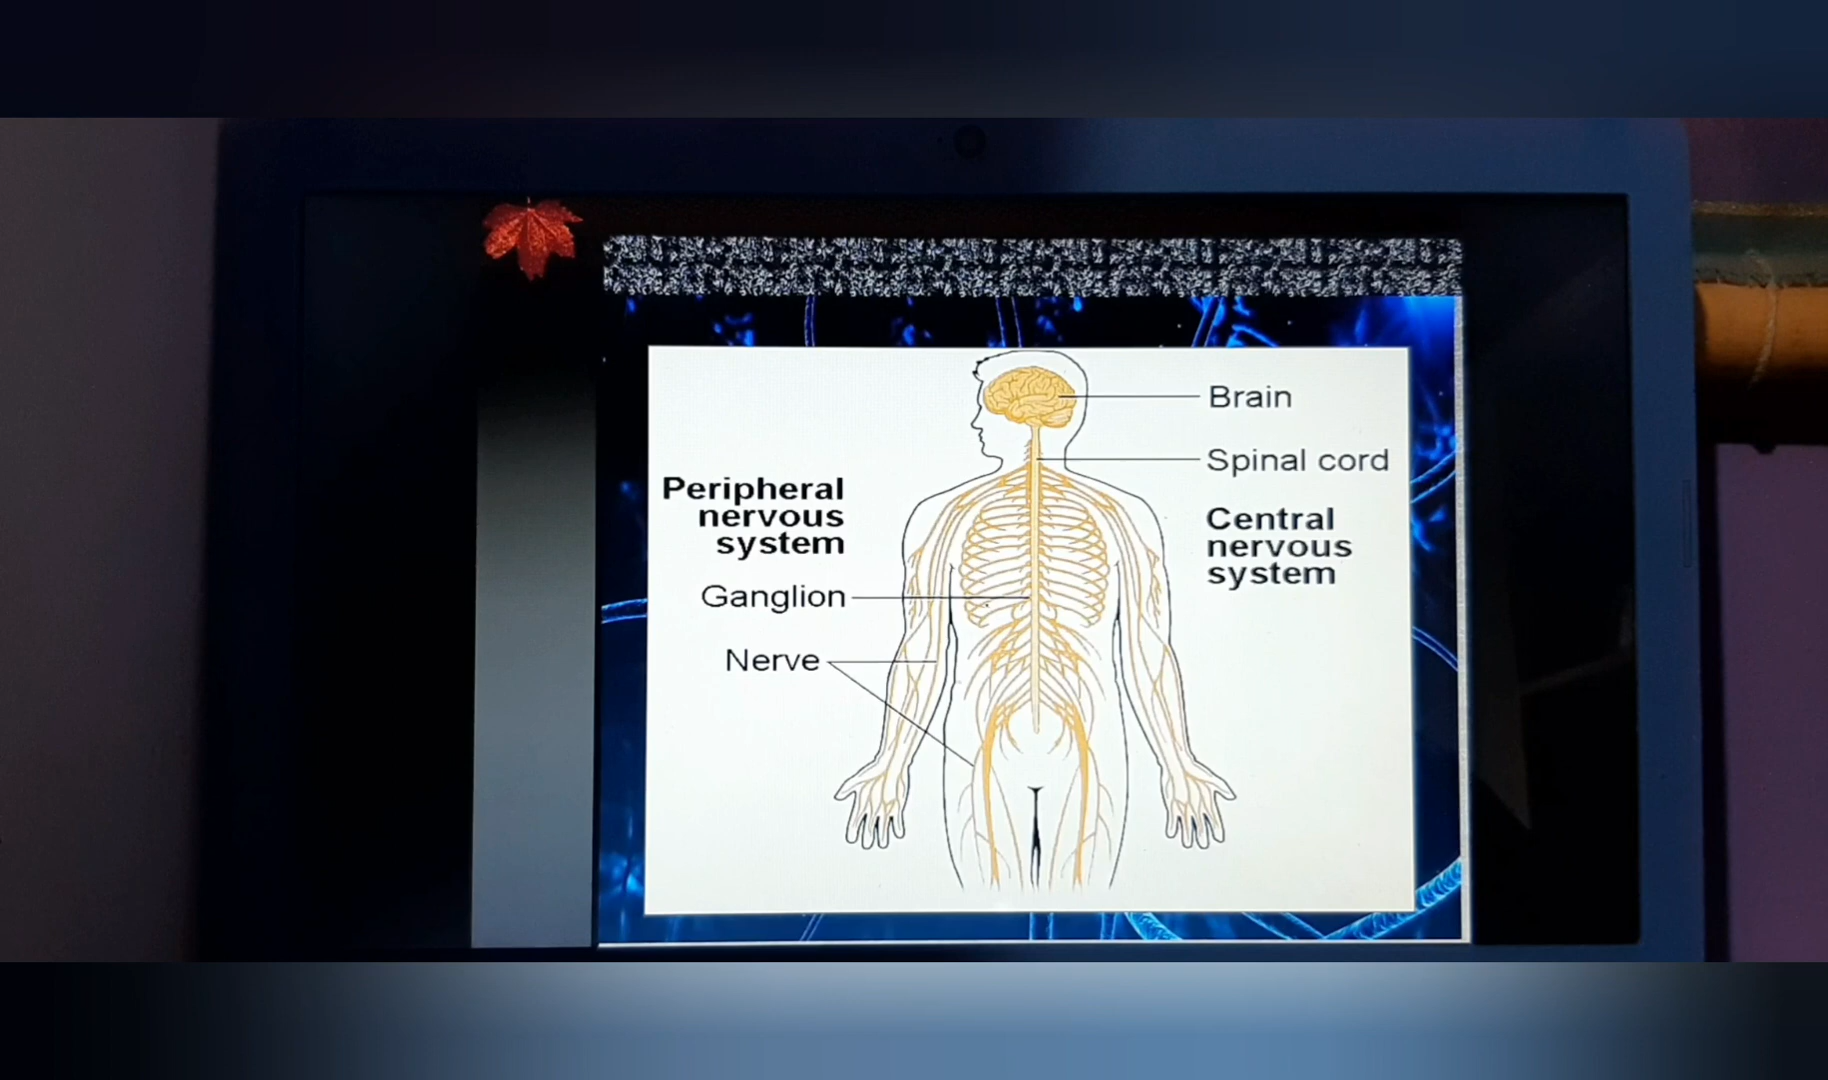 Brain
Spinal cord
Peripheral
nervous
system
Central
nervous
system
Ganglion
Nerve